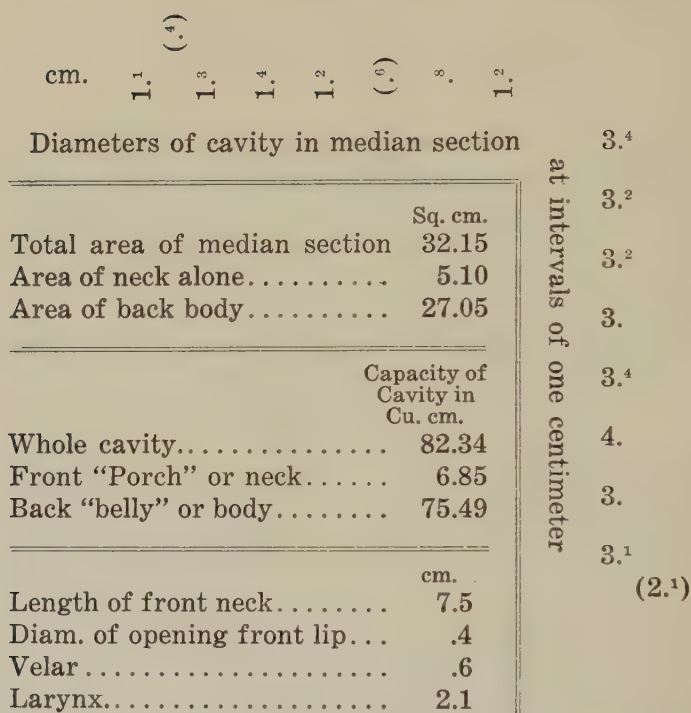 (.⁴)
cm. 1.¹ 1.³ 1.⁴ 1.² (.⁶) .⁸ 1.²
Diameters of cavity in median section
at intervals of one centimeter
3.⁴
3.²
3.²
3.
3.⁴
4.
3.
3.¹
(2.¹)
Sq. cm.
Total area of median section 32.15
Area of neck alone.......... 5.10
Area of back body.......... 27.05
Capacity of
Cavity in
Cu. cm.
Whole cavity............... 82.34
Front “Porch” or neck...... 6.85
Back “belly” or body........ 75.49
cm.
Length of front neck........ 7.5
Diam. of opening front lip... .4
Velar..................... .6
Larynx.................... 2.1